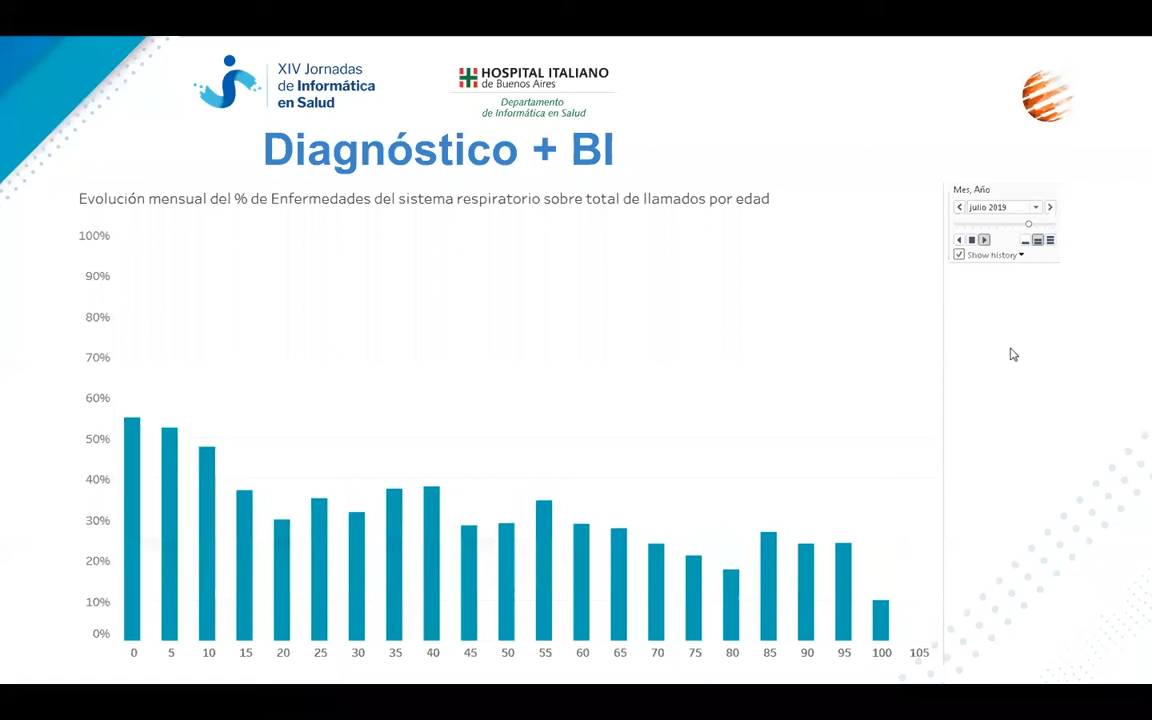 XIV Jornadas
de Informática
en Salud
HOSPITAL ITALIANO
de Buenos Aires
Departamento
de Informática en Salud
Diagnóstico + BI
Evolución mensual del % de Enfermedades del sistema respiratorio sobre total de llamados por edad
Mes, Año
julio 2019
Show history
100%
90%
80%
70%
60%
50%
40%
30%
20%
10%
0%
0 5 10 15 20 25 30 35 40 45 50 55 60 65 70 75 80 85 90 95 100 105